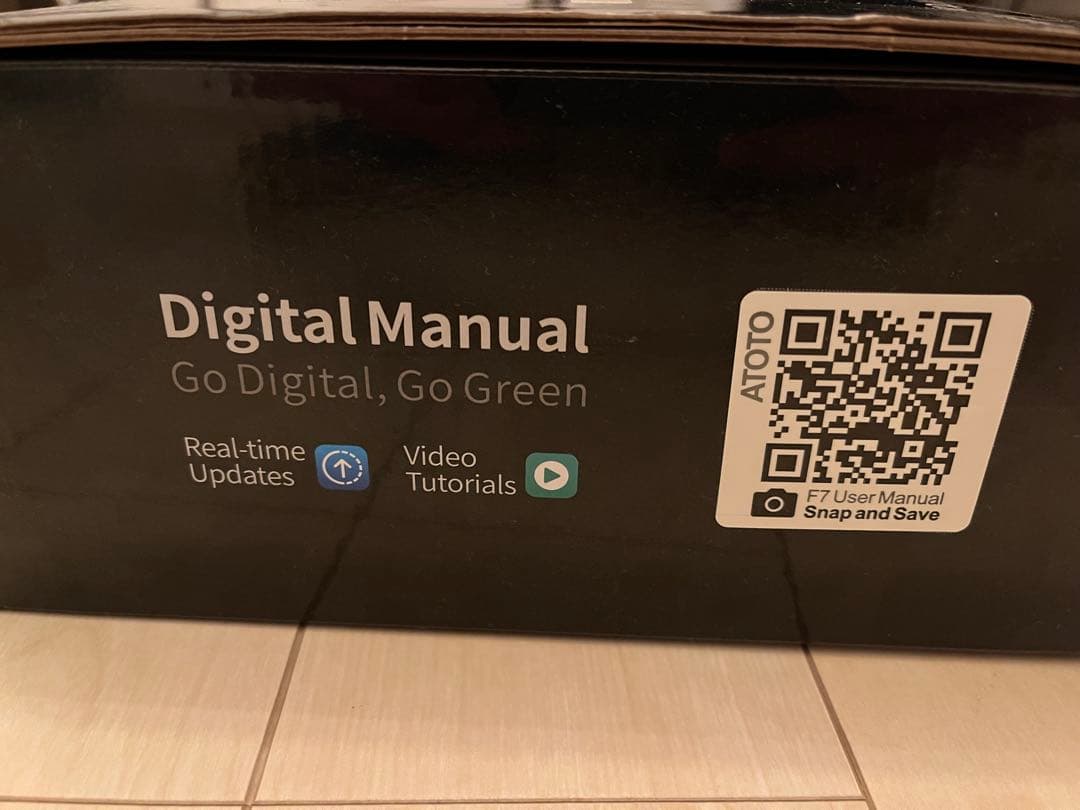 Digital Manual
Go Digital, Go Green
Real-time
Updates
Video
Tutorials
ATOTO
F7 User Manual
Snap and Save